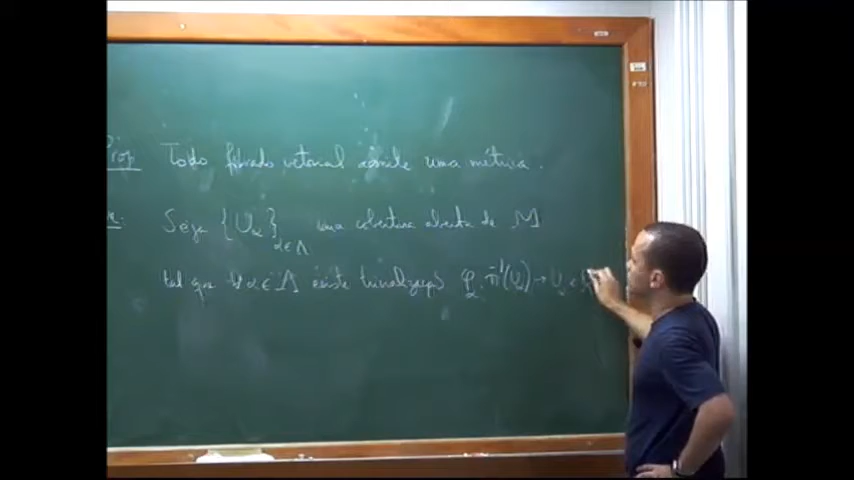 Prop Todo fibrado vetorial admite uma métrica.
Seja {U_α}_{α∈Λ} uma cobertura aberta de M
tal que ∀ α ∈ Λ existe trivialização φ_α: π^{-1}(U_α) → U_α ×